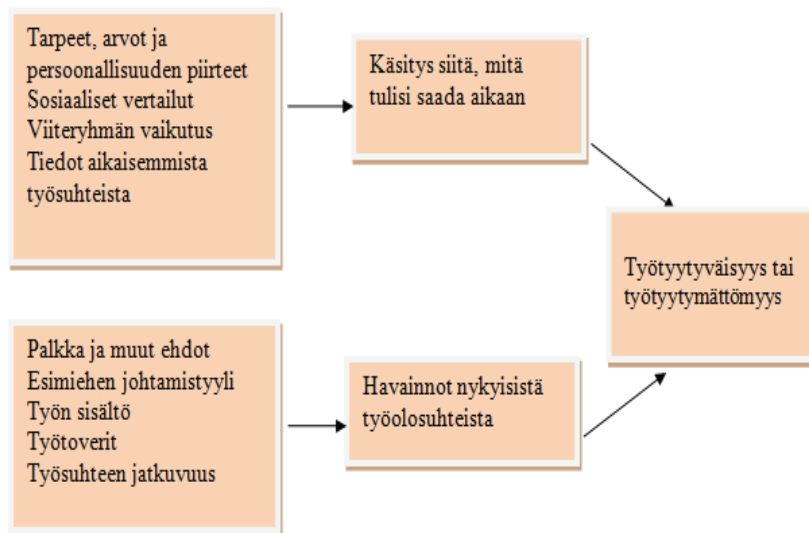 Tarpeet, arvot ja
persoonallisuuden piirteet
Sosiaaliset vertailut
Viiteryhmän vaikutus
Tiedot aikaisemmista
työsuhteista
Käsitys siitä, mitä
tulisi saada aikaan
Työtyytyväisyys tai
työtyytymättömyys
Palkka ja muut ehdot
Esimiehen johtamistyyli
Työn sisältö
Työtoverit
Työsuhteen jatkuvuus
Havainnot nykyisistä
työolosuhteista